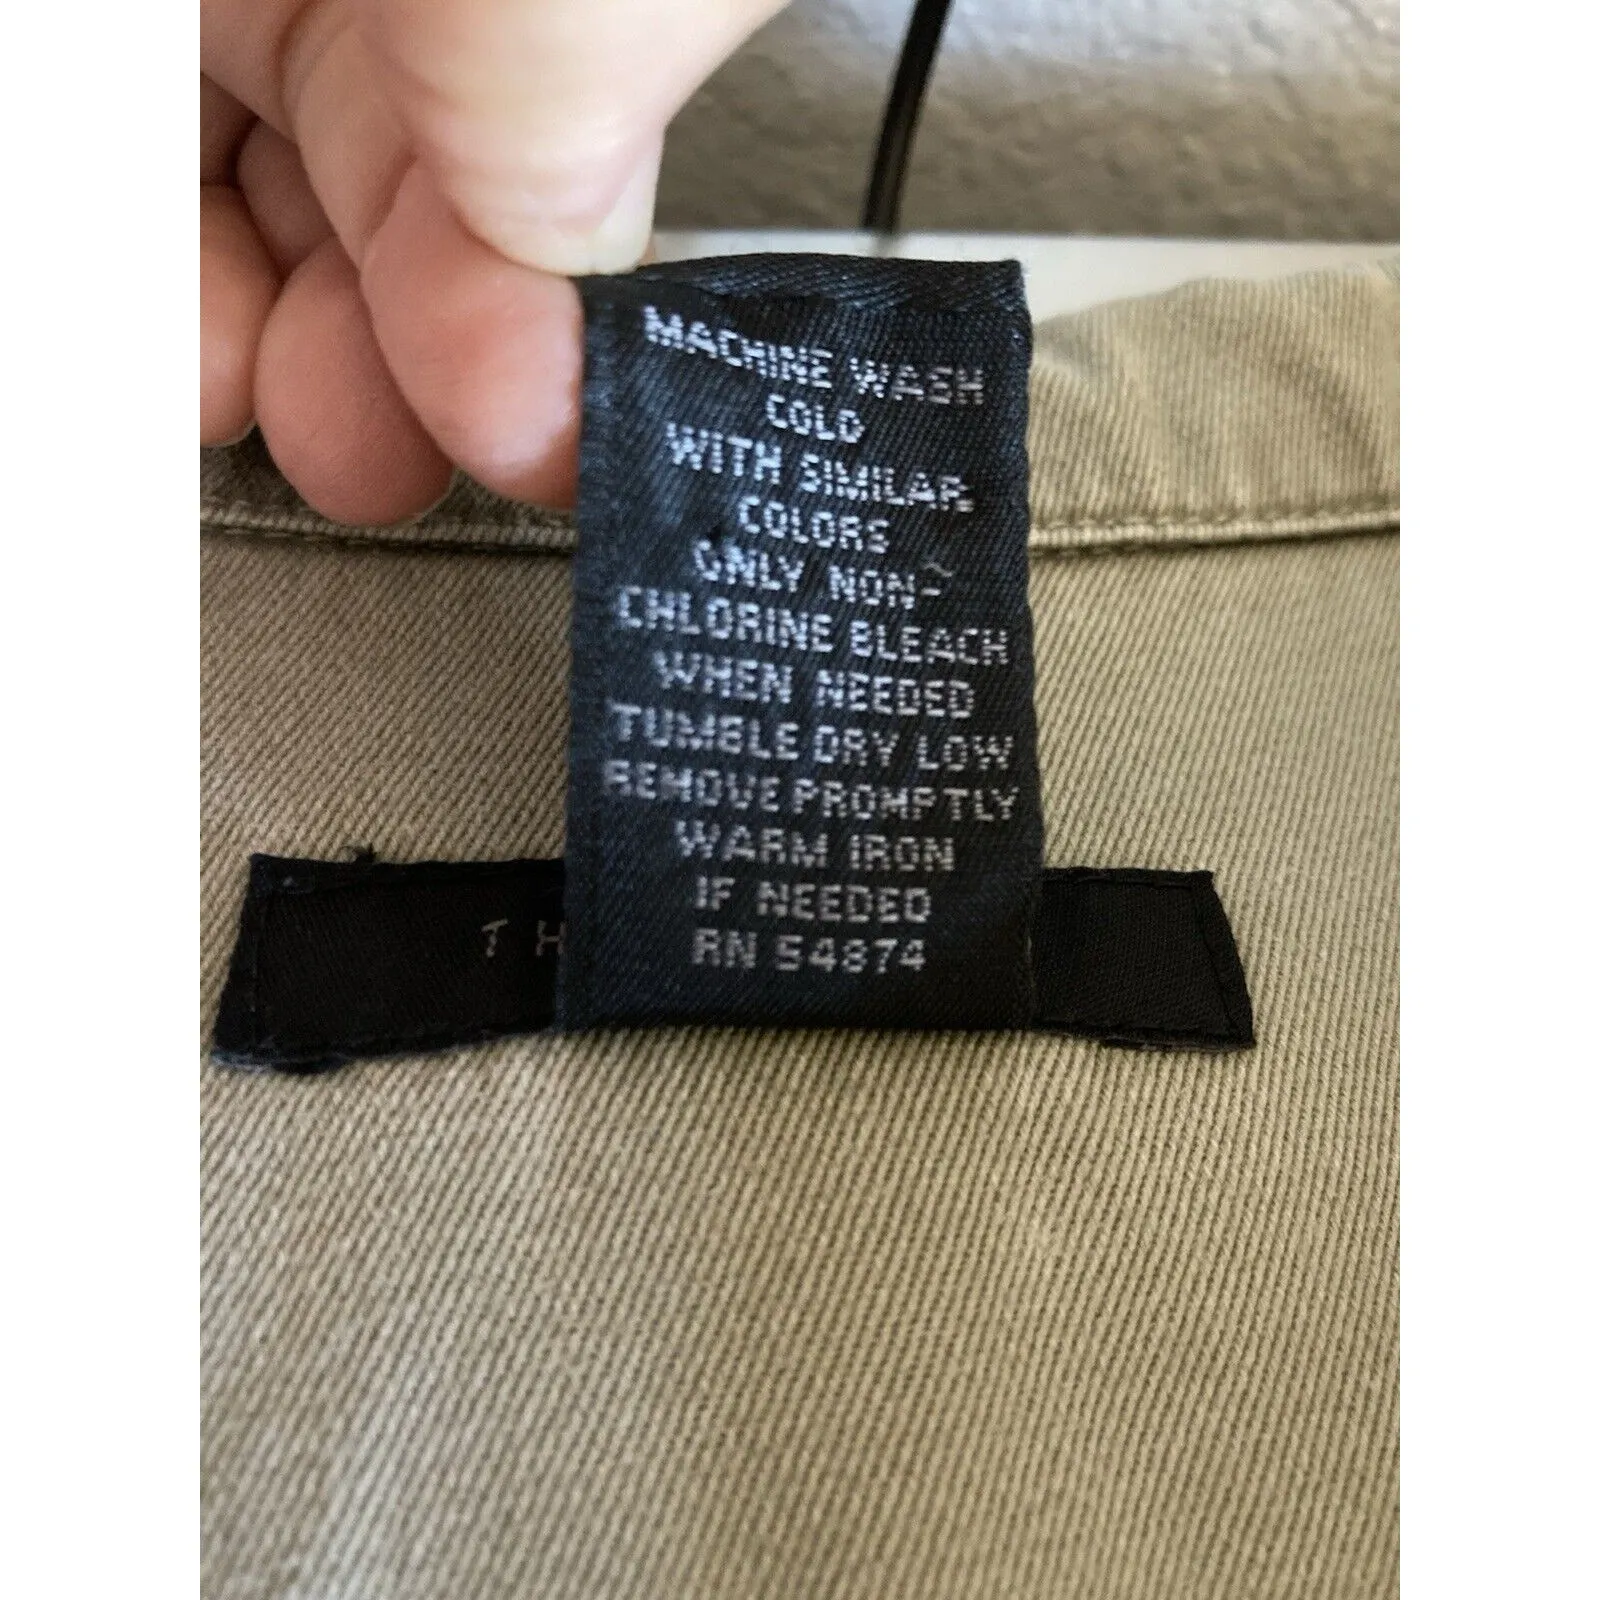 MACHINE WASH
COLD
WITH SIMILAR
COLORS
ONLY NON-
CHLORINE BLEACH
WHEN NEEDED
TUMBLE DRY LOW
REMOVE PROMPTLY
WARM IRON
IF NEEDED
RN 54874
T H